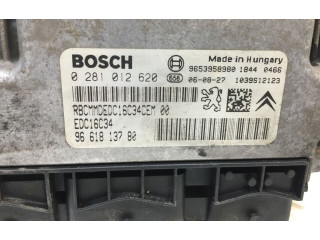 BOSCH
Made in Hungary
9653958980 1844 0466
0 281 012 620 656 06-08-27 1039S12123
RBCMMDEDC16C34CEM 00
EDC16C34
96 618 137 80